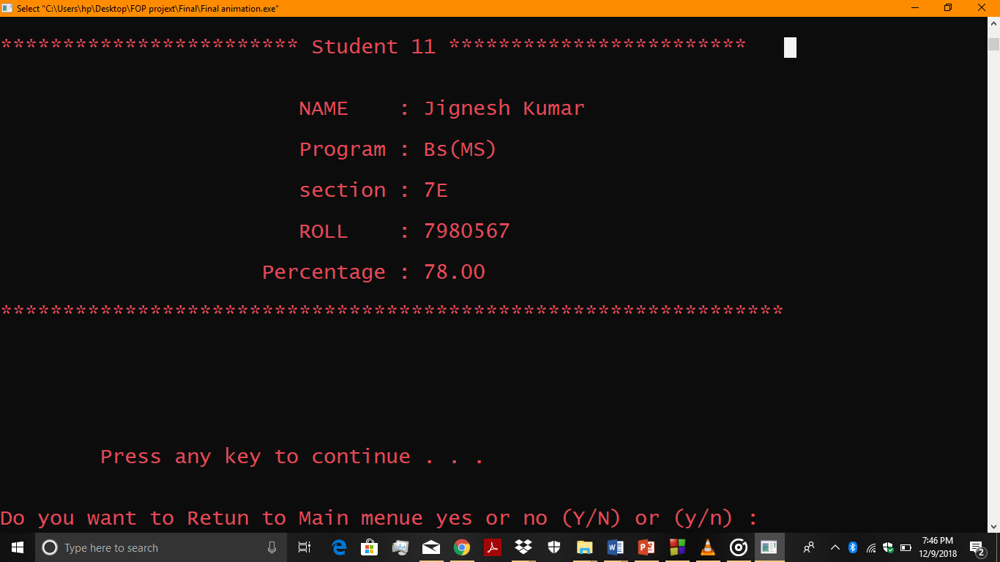 Select "C:\Users\hp\Desktop\FOP projext\Final\Final animation.exe"
************************ Student 11 ************************
NAME : Jignesh Kumar
Program : Bs(MS)
section : 7E
ROLL : 7980567
Percentage : 78.00
***************************************************************
Press any key to continue . . .
Do you want to Retun to Main menue yes or no (Y/N) or (y/n) :
Type here to search
7:46 PM
12/9/2018
2